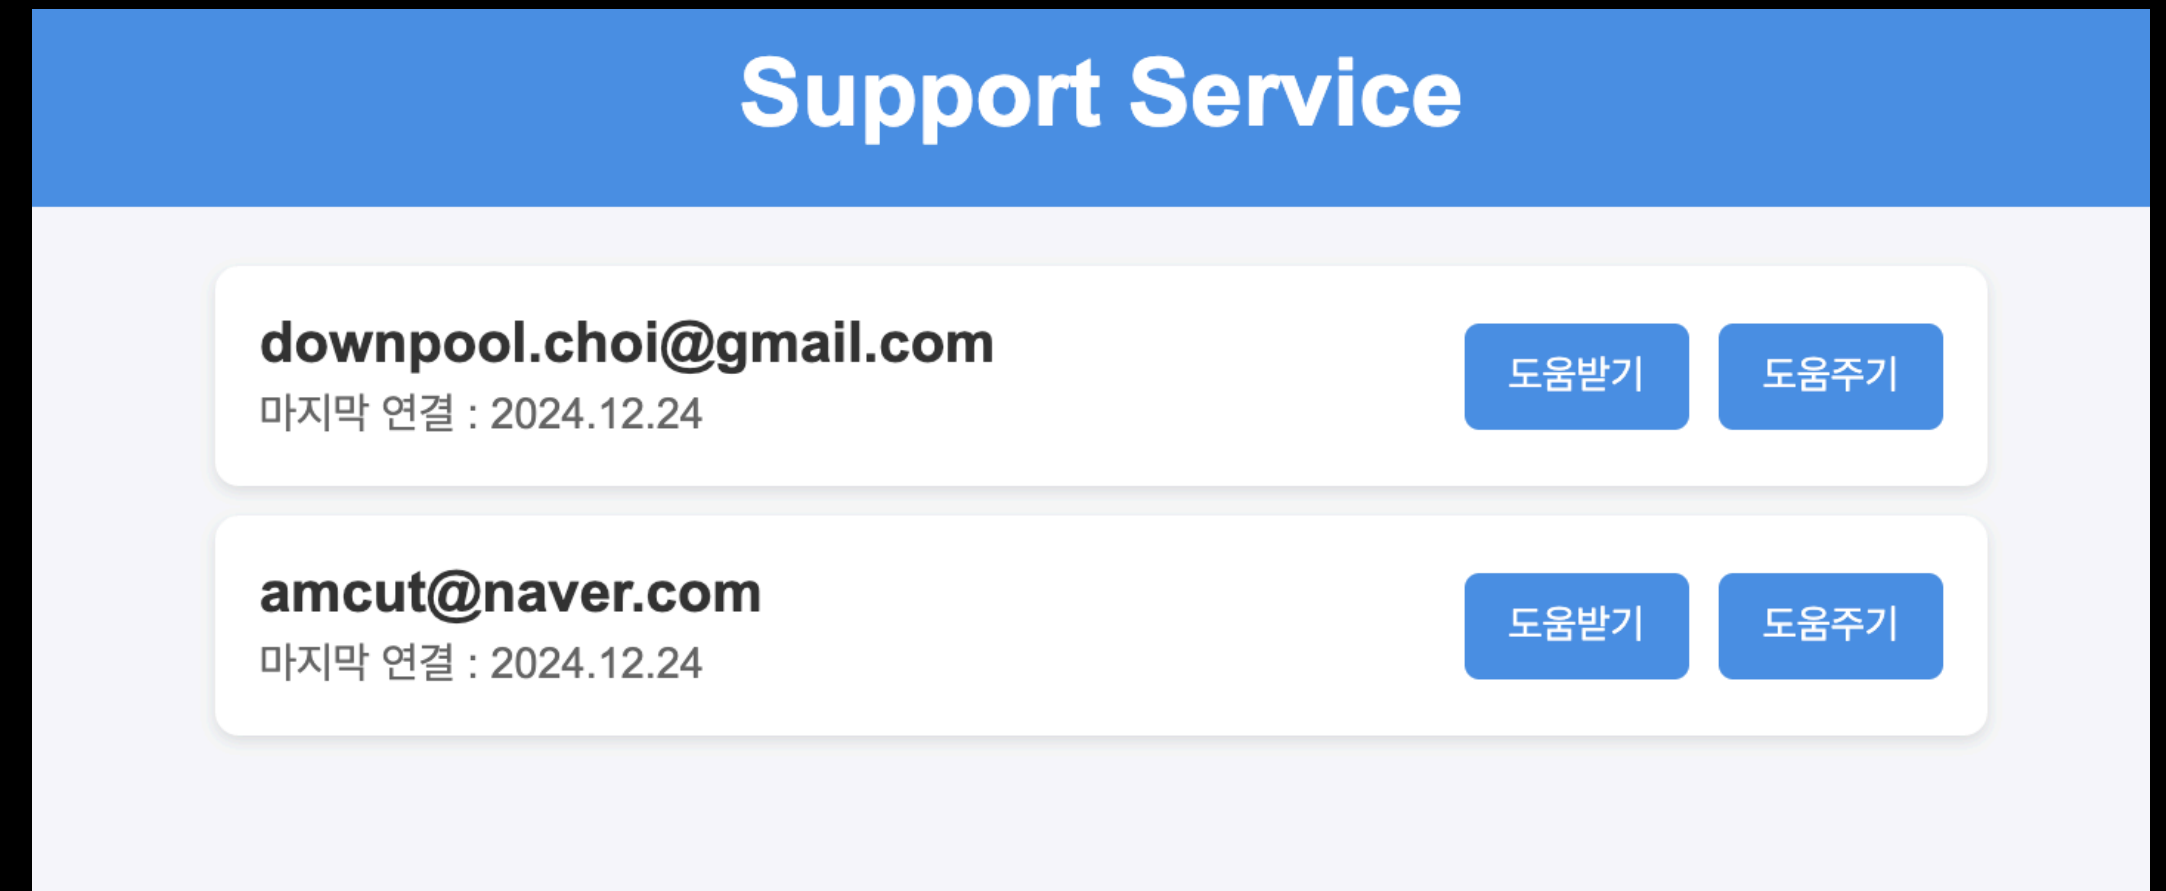 Support Service
downpool.choi@gmail.com
마지막 연결 : 2024.12.24
도움받기 도움주기
amcut@naver.com
마지막 연결 : 2024.12.24
도움받기 도움주기